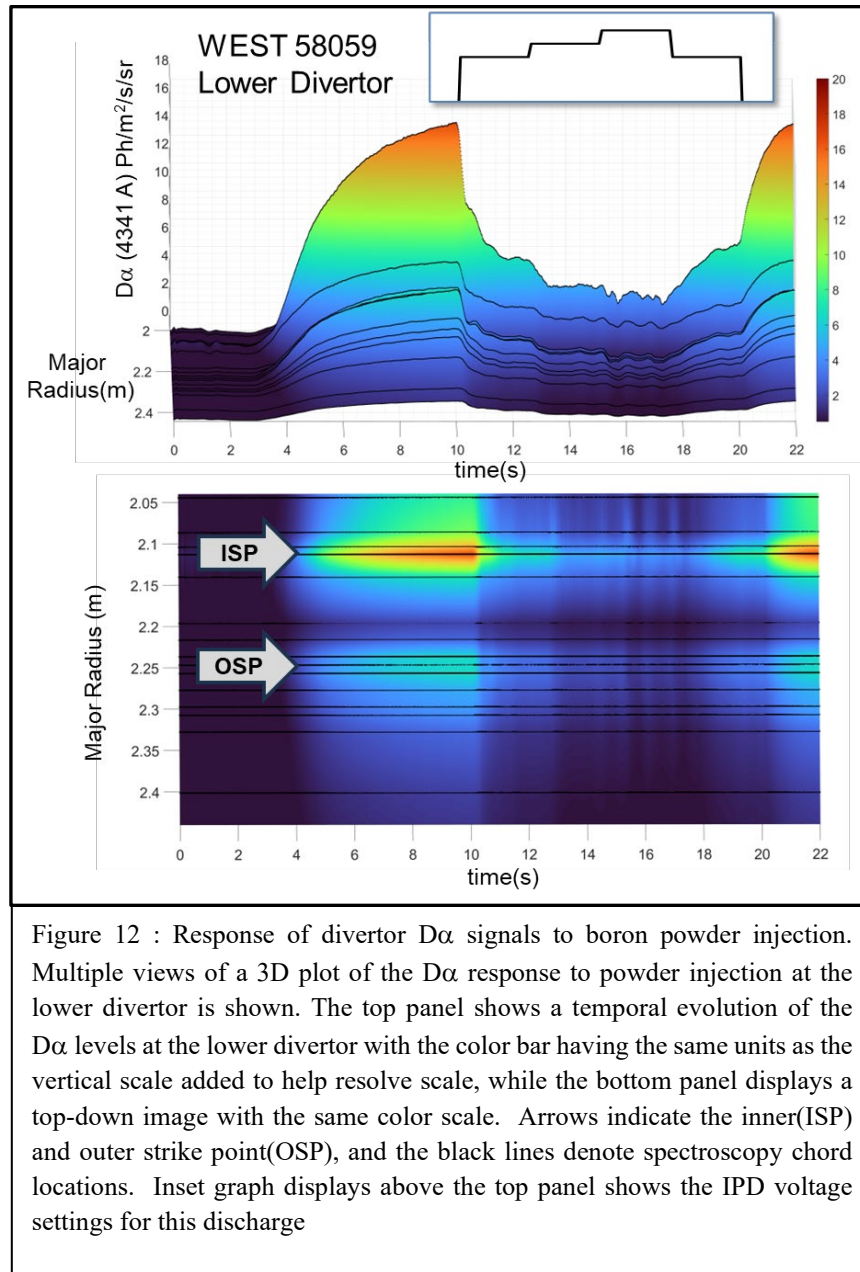 WEST 58059
Lower Divertor
18
16
14
12
10
8
6
4
2
0
Dα (4341 A) Ph/m²/s/sr
2
2.2
2.4
Major
Radius(m)
0 2 4 6 8 10 12 14 16 18 20 22
time(s)
20
18
16
14
12
10
8
6
4
2
2.05
2.1
2.15
2.2
2.25
2.3
2.35
2.4
Major Radius (m)
ISP
OSP
0 2 4 6 8 10 12 14 16 18 20 22
time(s)
Figure 12 : Response of divertor Dα signals to boron powder injection.
Multiple views of a 3D plot of the Dα response to powder injection at the
lower divertor is shown. The top panel shows a temporal evolution of the
Dα levels at the lower divertor with the color bar having the same units as the
vertical scale added to help resolve scale, while the bottom panel displays a
top-down image with the same color scale. Arrows indicate the inner(ISP)
and outer strike point(OSP), and the black lines denote spectroscopy chord
locations. Inset graph displays above the top panel shows the IPD voltage
settings for this discharge